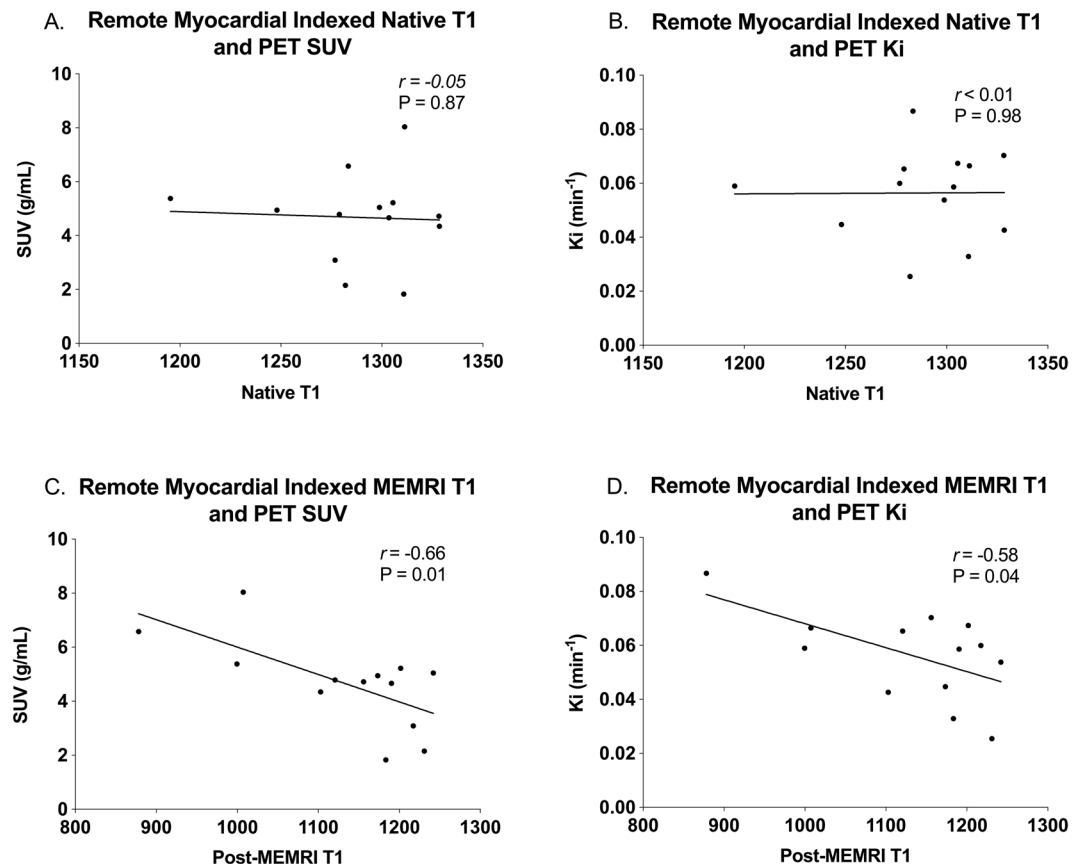 A. Remote Myocardial Indexed Native T1
and PET SUV
r = -0.05
P = 0.87
SUV (g/mL)
10
8
6
4
2
0
1150 1200 1250 1300 1350
Native T1
B. Remote Myocardial Indexed Native T1
and PET Ki
r < 0.01
P = 0.98
Ki (min⁻¹)
0.10
0.08
0.06
0.04
0.02
0.00
1150 1200 1250 1300 1350
Native T1
C. Remote Myocardial Indexed MEMRI T1
and PET SUV
r = -0.66
P = 0.01
SUV (g/mL)
10
8
6
4
2
0
800 900 1000 1100 1200 1300
Post-MEMRI T1
D. Remote Myocardial Indexed MEMRI T1
and PET Ki
r = -0.58
P = 0.04
Ki (min⁻¹)
0.10
0.08
0.06
0.04
0.02
0.00
800 900 1000 1100 1200 1300
Post-MEMRI T1